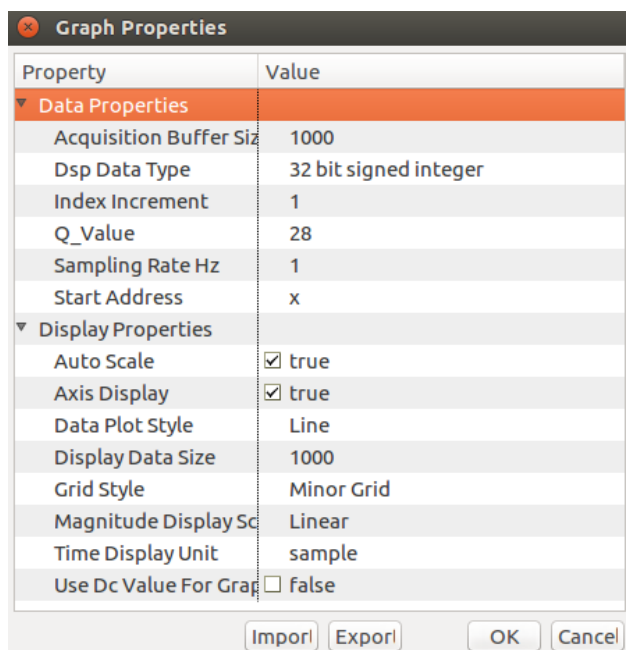 Graph Properties
Property Value
Data Properties
Acquisition Buffer Siz 1000
Dsp Data Type 32 bit signed integer
Index Increment 1
Q_Value 28
Sampling Rate Hz 1
Start Address x
Display Properties
Auto Scale true
Axis Display true
Data Plot Style Line
Display Data Size 1000
Grid Style Minor Grid
Magnitude Display Sc Linear
Time Display Unit sample
Use Dc Value For Grap false
Import Export OK Cancel